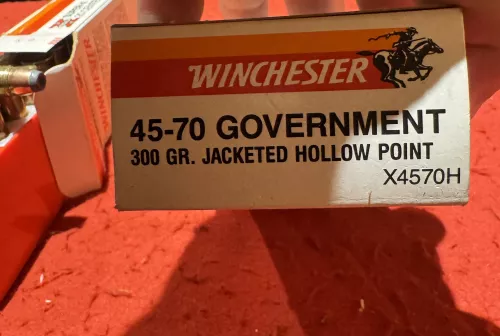 WINCHESTER
45-70 GOVERNMENT
300 GR. JACKETED HOLLOW POINT
X4570H